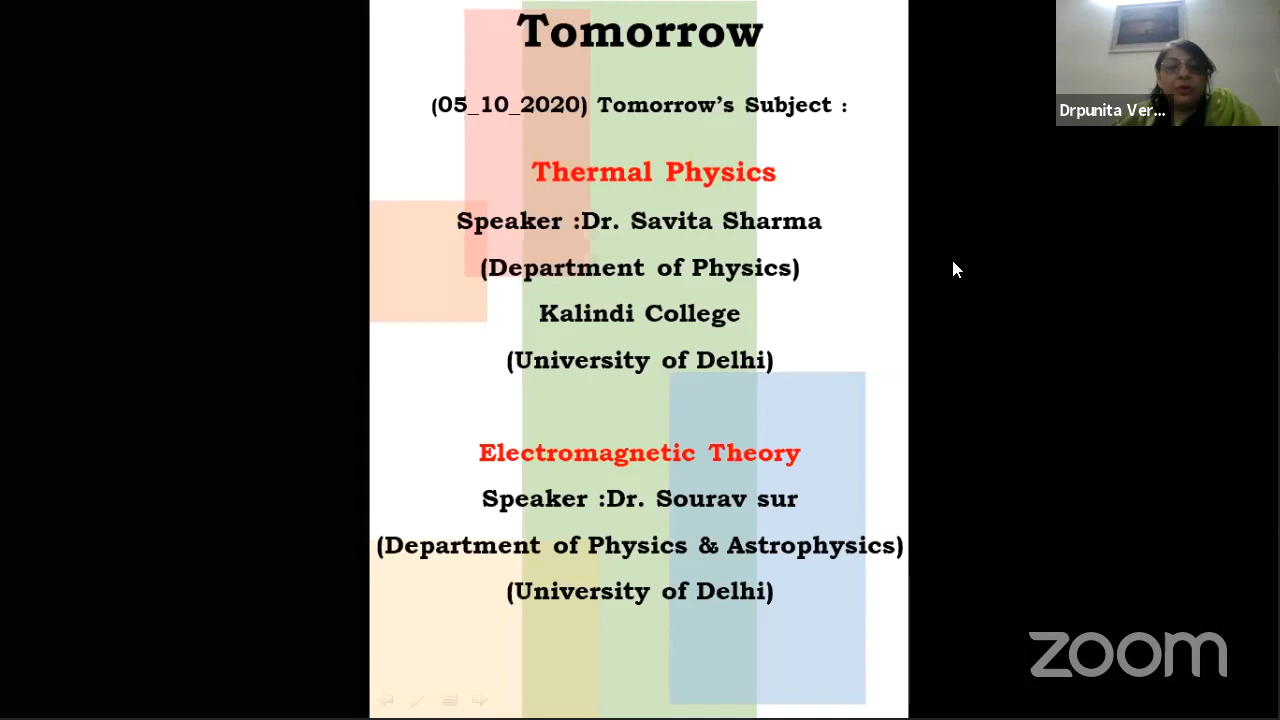 Tomorrow
(05_10_2020) Tomorrow's Subject :
Thermal Physics
Speaker :Dr. Savita Sharma
(Department of Physics)
Kalindi College
(University of Delhi)
Electromagnetic Theory
Speaker :Dr. Sourav sur
(Department of Physics & Astrophysics)
(University of Delhi)
Drpunita Ver...
zoom